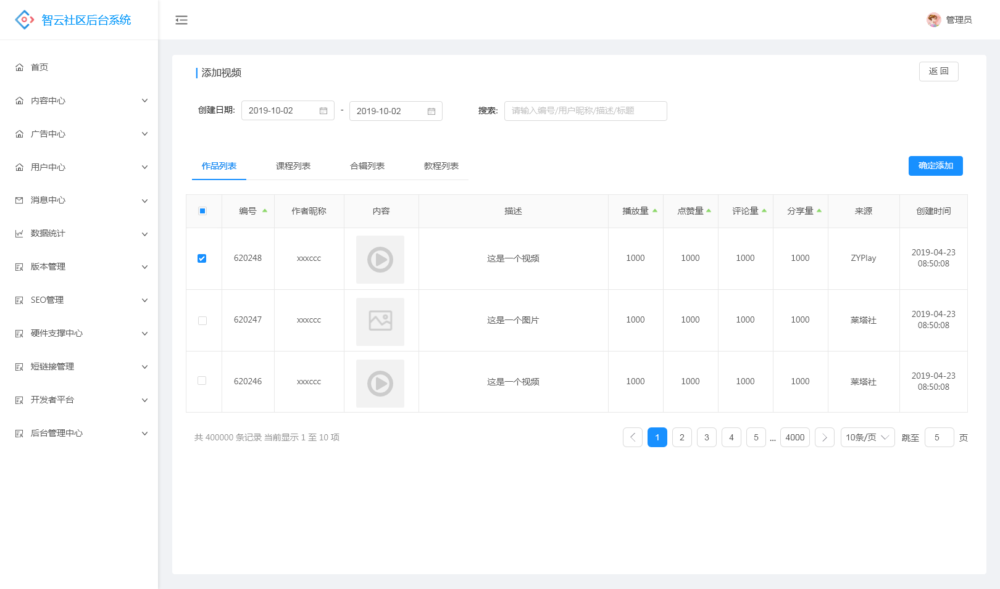 智云社区后台系统
管理员
首页
内容中心
广告中心
用户中心
消息中心
数据统计
版本管理
SEO管理
硬件支撑中心
短链接管理
开发者平台
后台管理中心
添加视频
返 回
创建日期: 2019-10-02 - 2019-10-02 搜索: 请输入编号/用户昵称/描述/标题
作品列表 课程列表 合辑列表 教程列表 确定添加
编号 作者昵称 内容 描述 播放量 点赞量 评论量 分享量 来源 创建时间
620248 xxxccc 这是一个视频 1000 1000 1000 1000 ZYPlay 2019-04-23
08:50:08
620247 xxxccc 这是一个图片 1000 1000 1000 1000 莱塔社 2019-04-23
08:50:08
620246 xxxccc 这是一个视频 1000 1000 1000 1000 莱塔社 2019-04-23
08:50:08
共 400000 条记录 当前显示 1 至 10 项
1 2 3 4 5 ... 4000 10条/页 跳至 5 页